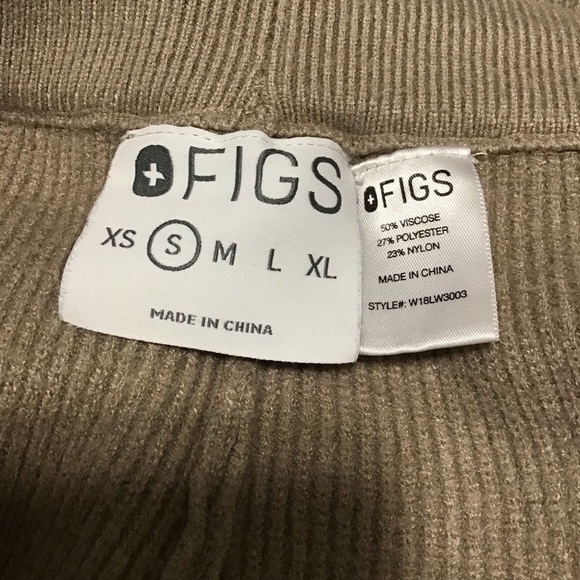 FIGS
XS S M L XL
MADE IN CHINA
FIGS
50% VISCOSE
27% POLYESTER
23% NYLON
MADE IN CHINA
STYLE#: W18LW3003